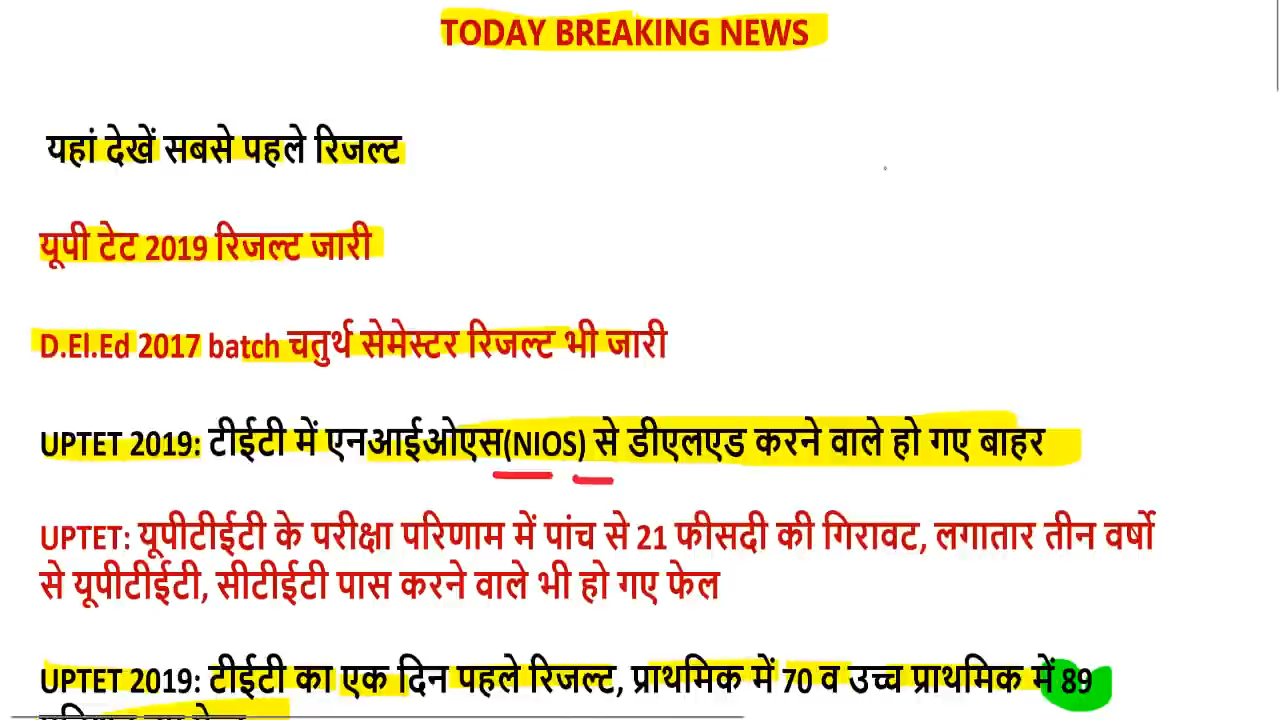 TODAY BREAKING NEWS
यहां देखें सबसे पहले रिजल्ट
यूपी टेट 2019 रिजल्ट जारी
D.El.Ed 2017 batch चतुर्थ सेमेस्टर रिजल्ट भी जारी
UPTET 2019: टीईटी में एनआईओएस(NIOS) से डीएलएड करने वाले हो गए बाहर
UPTET: यूपीटीईटी के परीक्षा परिणाम में पांच से 21 फीसदी की गिरावट, लगातार तीन वर्षो
से यूपीटीईटी, सीटीईटी पास करने वाले भी हो गए फेल
UPTET 2019: टीईटी का एक दिन पहले रिजल्ट, प्राथमिक में 70 व उच्च प्राथमिक में 89